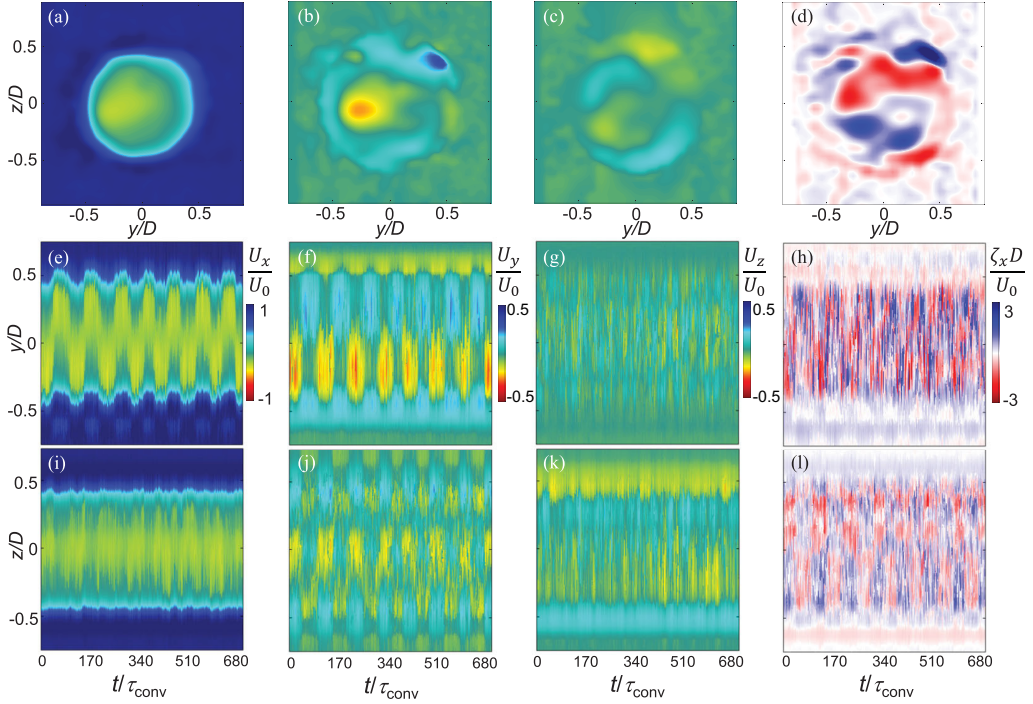 (a) (b) (c) (d)
z/D
0.5
0
-0.5
-0.5 0 0.5 -0.5 0 0.5 -0.5 0 0.5 -0.5 0 0.5
y/D y/D y/D y/D
(e) (f) (g) (h)
U_x/U_0 U_y/U_0 U_z/U_0 ζ_xD/U_0
1 0.5 0.5 3
-1 -0.5 -0.5 -3
y/D
0.5
0
-0.5
(i) (j) (k) (l)
z/D
0.5
0
-0.5
0 170 340 510 680 0 170 340 510 680 0 170 340 510 680 0 170 340 510 680
t/τ_conv t/τ_conv t/τ_conv t/τ_conv